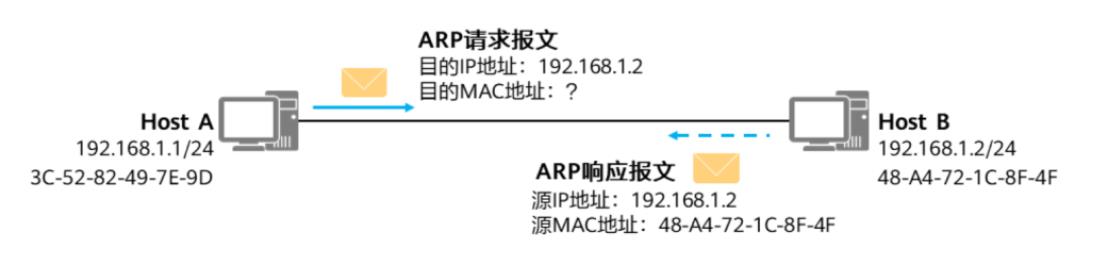 ARP请求报文
目的IP地址：192.168.1.2
目的MAC地址：?
Host A
192.168.1.1/24
3C-52-82-49-7E-9D
Host B
192.168.1.2/24
48-A4-72-1C-8F-4F
ARP响应报文
源IP地址：192.168.1.2
源MAC地址：48-A4-72-1C-8F-4F